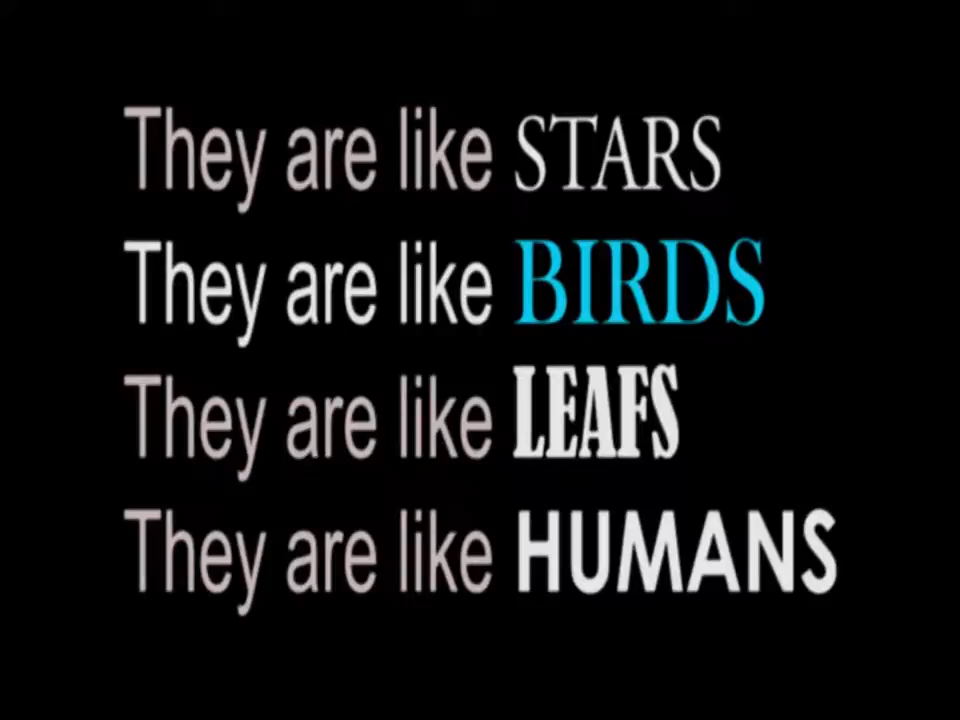 They are like STARS
They are like BIRDS
They are like LEAFS
They are like HUMANS